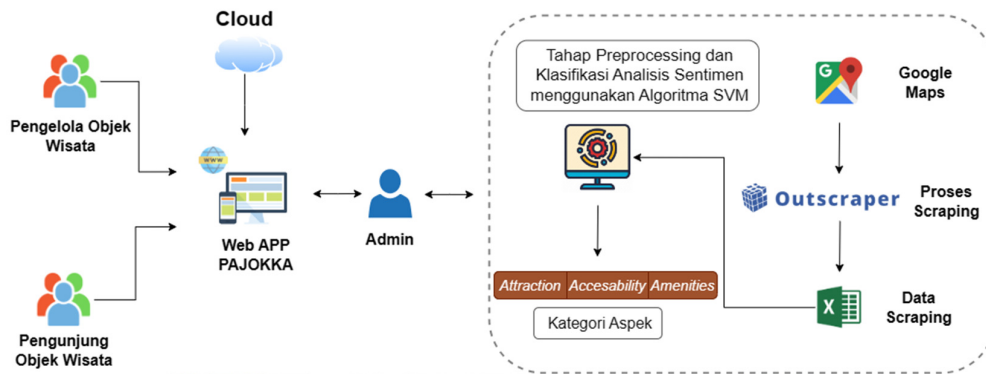 Cloud
Pengelola Objek
Wisata
www
Web APP
PAJOKKA
Pengunjung
Objek Wisata
Admin
Tahap Preprocessing dan
Klasifikasi Analisis Sentimen
menggunakan Algoritma SVM
Attraction Accesability Amenities
Kategori Aspek
G
Google
Maps
Outscraper
Proses
Scraping
X
Data
Scraping